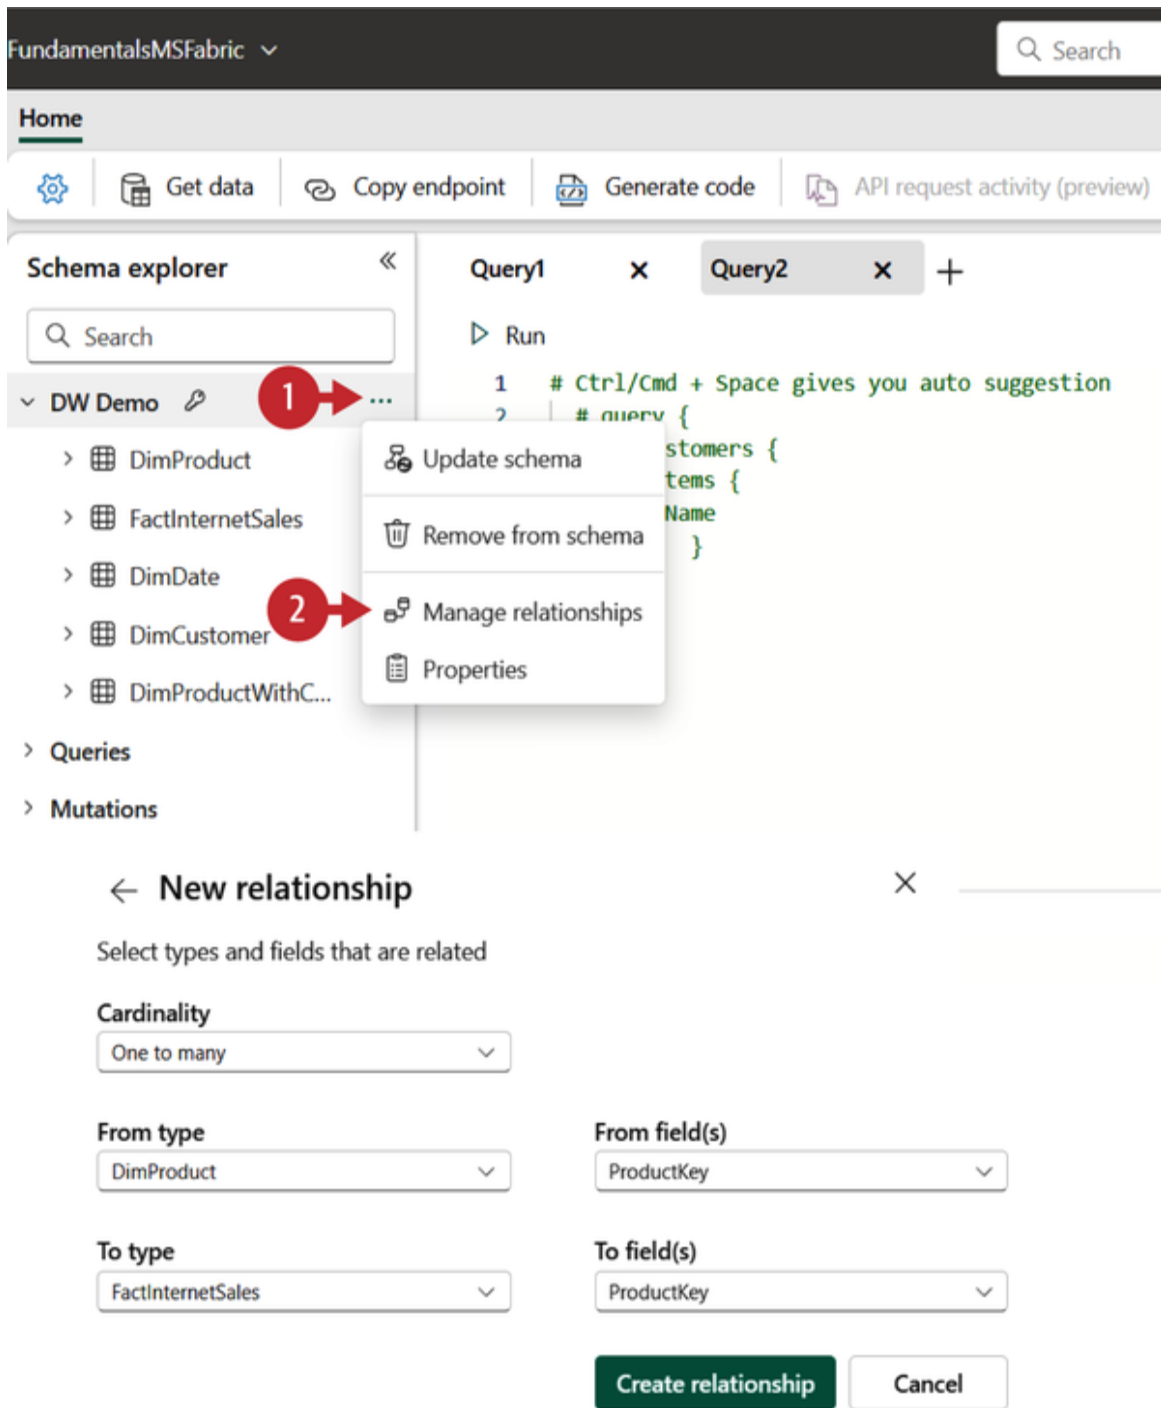 FundamentalsMSFabric
Search
Home
Get data
Copy endpoint
Generate code
API request activity (preview)
Schema explorer
Search
DW Demo
1
DimProduct
FactInternetSales
DimDate
DimCustomer
DimProductWithC...
Queries
Mutations
Query1
Query2
Run
1 # Ctrl/Cmd + Space gives you auto suggestion
2 # query {
stomers {
tems {
Name
}
Update schema
Remove from schema
2
Manage relationships
Properties
New relationship
Select types and fields that are related
Cardinality
One to many
From type
DimProduct
From field(s)
ProductKey
To type
FactInternetSales
To field(s)
ProductKey
Create relationship
Cancel